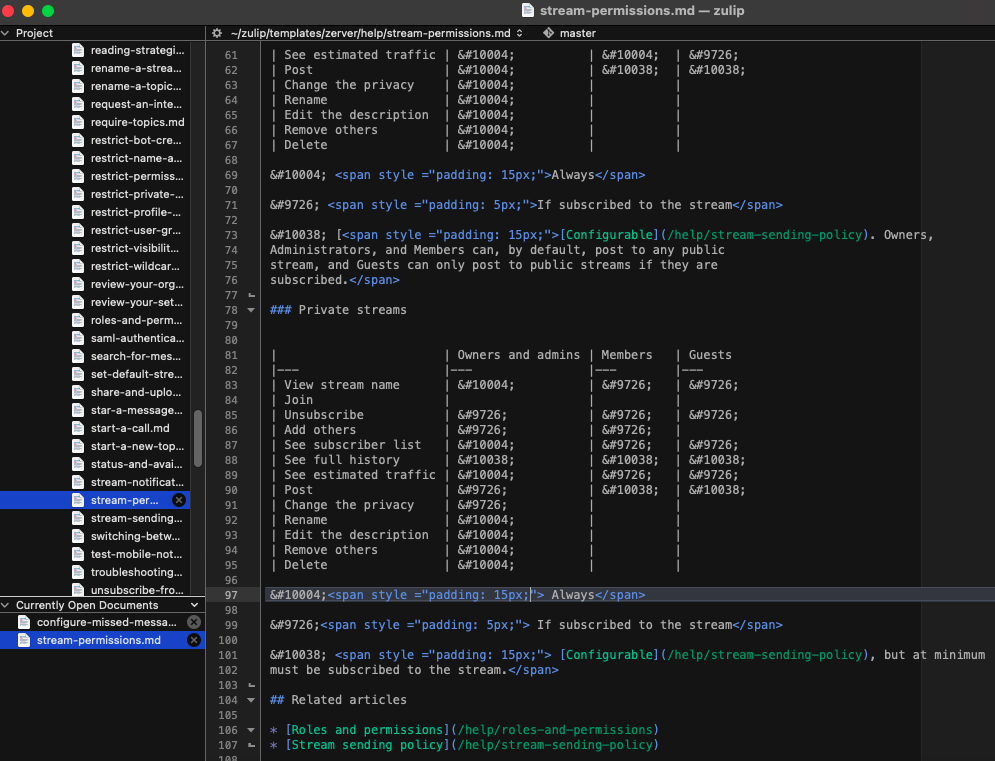 stream-permissions.md — zulip
Project
~/zulip/templates/zerver/help/stream-permissions.md
master
reading-strategi...
rename-a-strea...
rename-a-topic...
request-an-inte...
require-topics.md
restrict-bot-cre...
restrict-name-a...
restrict-permiss...
restrict-private-...
restrict-profile-...
restrict-user-gr...
restrict-visibilit...
restrict-wildcar...
review-your-org...
review-your-set...
roles-and-perm...
saml-authentica...
search-for-mes...
set-default-stre...
share-and-uplo...
star-a-message...
start-a-call.md
start-a-new-top...
status-and-avai...
stream-notificat...
stream-per...
stream-sending...
switching-betw...
test-mobile-not...
troubleshooting...
unsubscribe-fro...
Currently Open Documents
configure-missed-messa...
stream-permissions.md
61 | See estimated traffic | &#10004; | &#10004; | &#9726;
62 | Post | &#10004; | &#10038; | &#10038;
63 | Change the privacy | &#10004; | |
64 | Rename | &#10004; | |
65 | Edit the description | &#10004; | |
66 | Remove others | &#10004; | |
67 | Delete | &#10004; | |
68
69 &#10004; <span style ="padding: 15px;">Always</span>
70
71 &#9726; <span style ="padding: 5px;">If subscribed to the stream</span>
72
73 &#10038; [<span style ="padding: 15px;">[Configurable](/help/stream-sending-policy). Owners,
74 Administrators, and Members can, by default, post to any public
75 stream, and Guests can only post to public streams if they are
76 subscribed.</span>
77
78 ### Private streams
79
80
81 | | Owners and admins | Members | Guests
82 |--- |--- |--- |---
83 | View stream name | &#10004; | &#9726; | &#9726;
84 | Join | | |
85 | Unsubscribe | &#9726; | &#9726; | &#9726;
86 | Add others | &#9726; | &#9726; |
87 | See subscriber list | &#10004; | &#9726; | &#9726;
88 | See full history | &#10038; | &#10038; | &#10038;
89 | See estimated traffic | &#10004; | &#9726; | &#9726;
90 | Post | &#9726; | &#10038; | &#10038;
91 | Change the privacy | &#9726; | |
92 | Rename | &#10004; | |
93 | Edit the description | &#10004; | |
94 | Remove others | &#10004; | |
95 | Delete | &#10004; | |
96
97 &#10004;<span style ="padding: 15px;"> Always</span>
98
99 &#9726;<span style ="padding: 5px;"> If subscribed to the stream</span>
100
101 &#10038; <span style ="padding: 15px;"> [Configurable](/help/stream-sending-policy), but at minimum
102 must be subscribed to the stream.</span>
103
104 ## Related articles
105
106 * [Roles and permissions](/help/roles-and-permissions)
107 * [Stream sending policy](/help/stream-sending-policy)
108